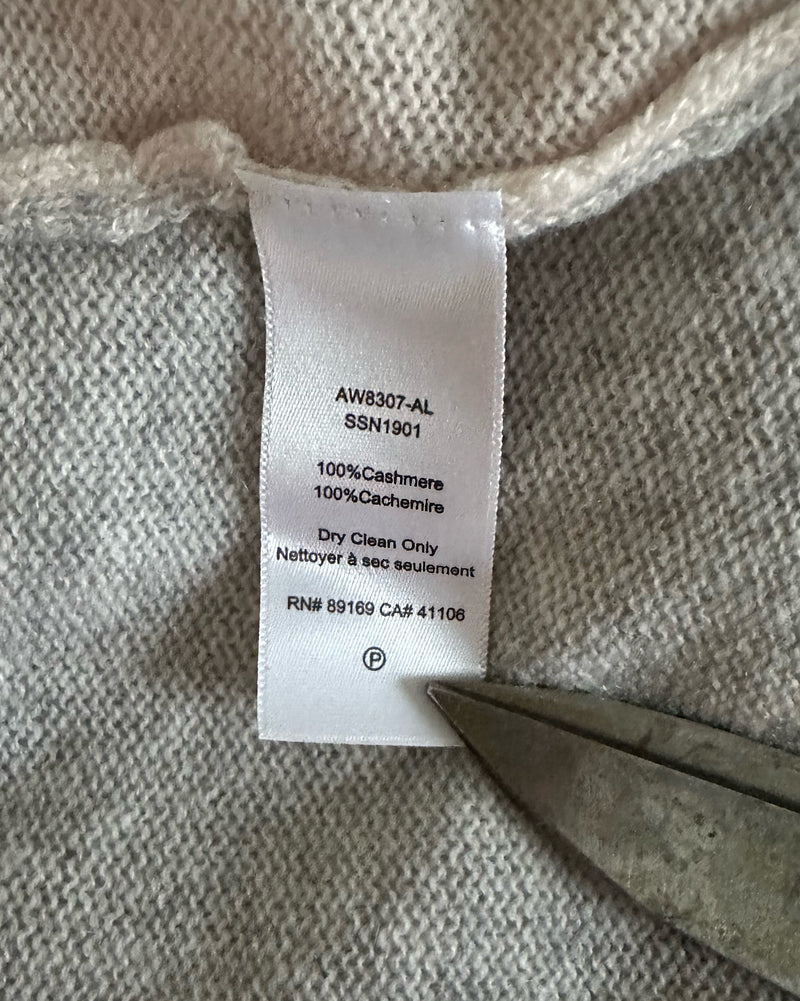 AW8307-AL
SSN1901
100%Cashmere
100%Cachemire
Dry Clean Only
Nettoyer à sec seulement
RN# 89169 CA# 41106
Ⓟ